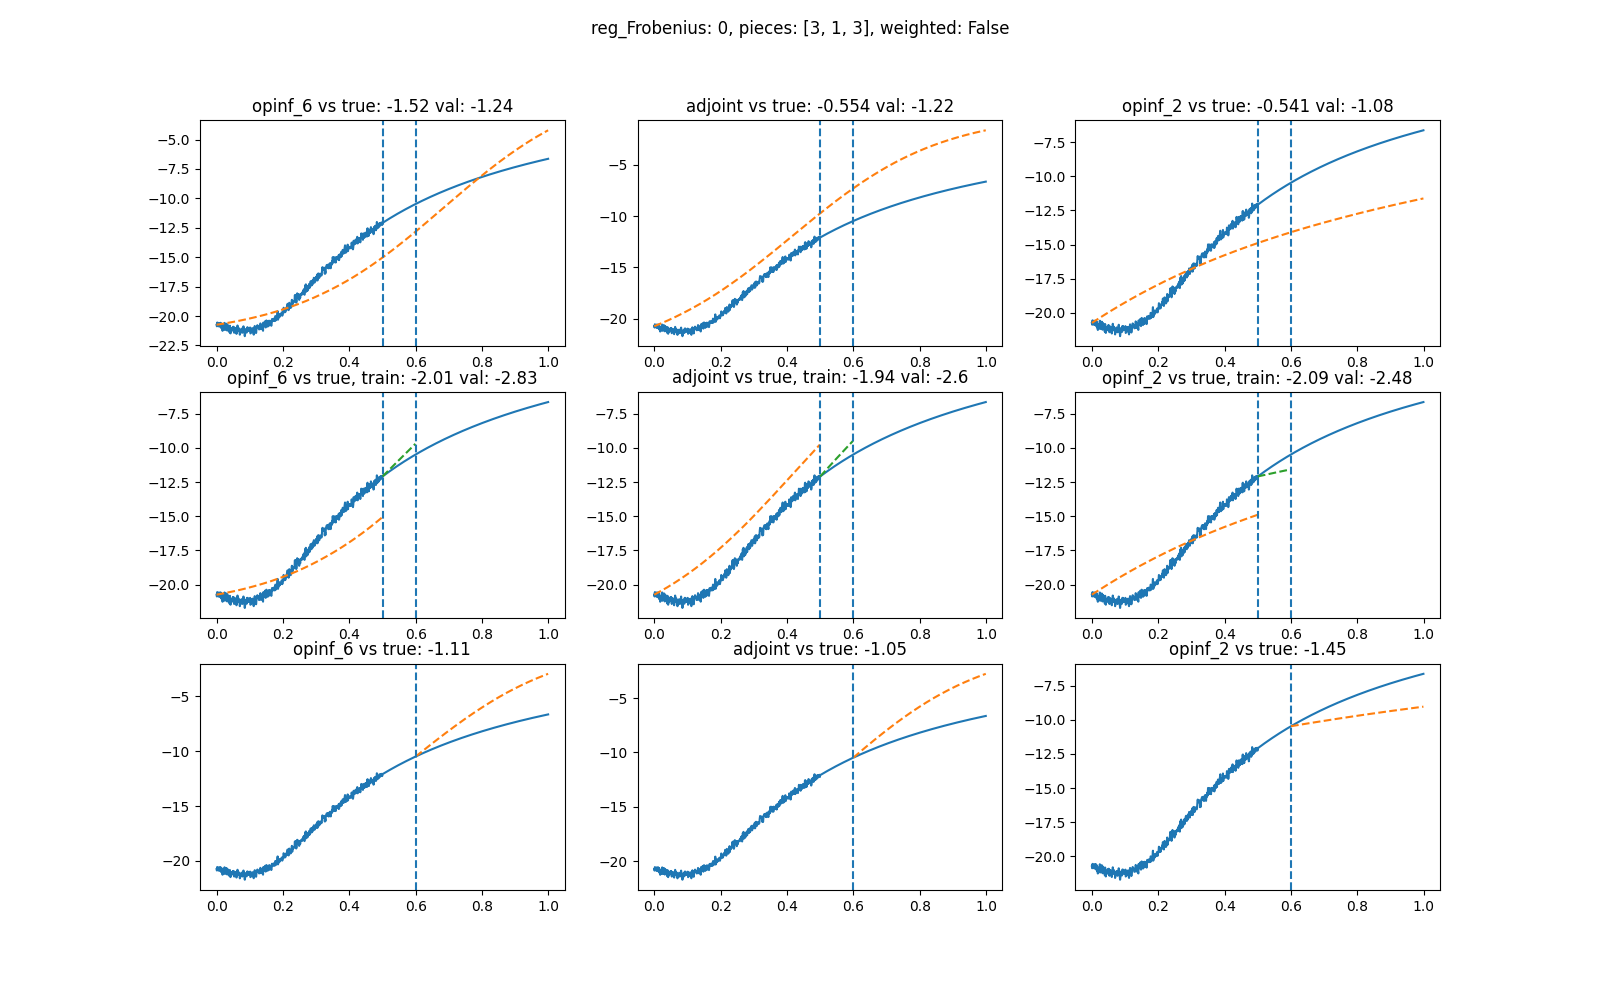 reg_Frobenius: 0, pieces: [3, 1, 3], weighted: False
opinf_6 vs true: -1.52 val: -1.24
adjoint vs true: -0.554 val: -1.22
opinf_2 vs true: -0.541 val: -1.08
−5.0
−7.5
−10.0
−12.5
−15.0
−17.5
−20.0
−22.5
0.0 0.2 0.4 0.6 0.8 1.0
−5
−10
−15
−20
0.0 0.2 0.4 0.6 0.8 1.0
−7.5
−10.0
−12.5
−15.0
−17.5
−20.0
0.0 0.2 0.4 0.6 0.8 1.0
opinf_6 vs true, train: -2.01 val: -2.83
adjoint vs true, train: -1.94 val: -2.6
opinf_2 vs true, train: -2.09 val: -2.48
−7.5
−10.0
−12.5
−15.0
−17.5
−20.0
0.0 0.2 0.4 0.6 0.8 1.0
−7.5
−10.0
−12.5
−15.0
−17.5
−20.0
0.0 0.2 0.4 0.6 0.8 1.0
−7.5
−10.0
−12.5
−15.0
−17.5
−20.0
0.0 0.2 0.4 0.6 0.8 1.0
opinf_6 vs true: -1.11
adjoint vs true: -1.05
opinf_2 vs true: -1.45
−5
−10
−15
−20
0.0 0.2 0.4 0.6 0.8 1.0
−5
−10
−15
−20
0.0 0.2 0.4 0.6 0.8 1.0
−7.5
−10.0
−12.5
−15.0
−17.5
−20.0
0.0 0.2 0.4 0.6 0.8 1.0